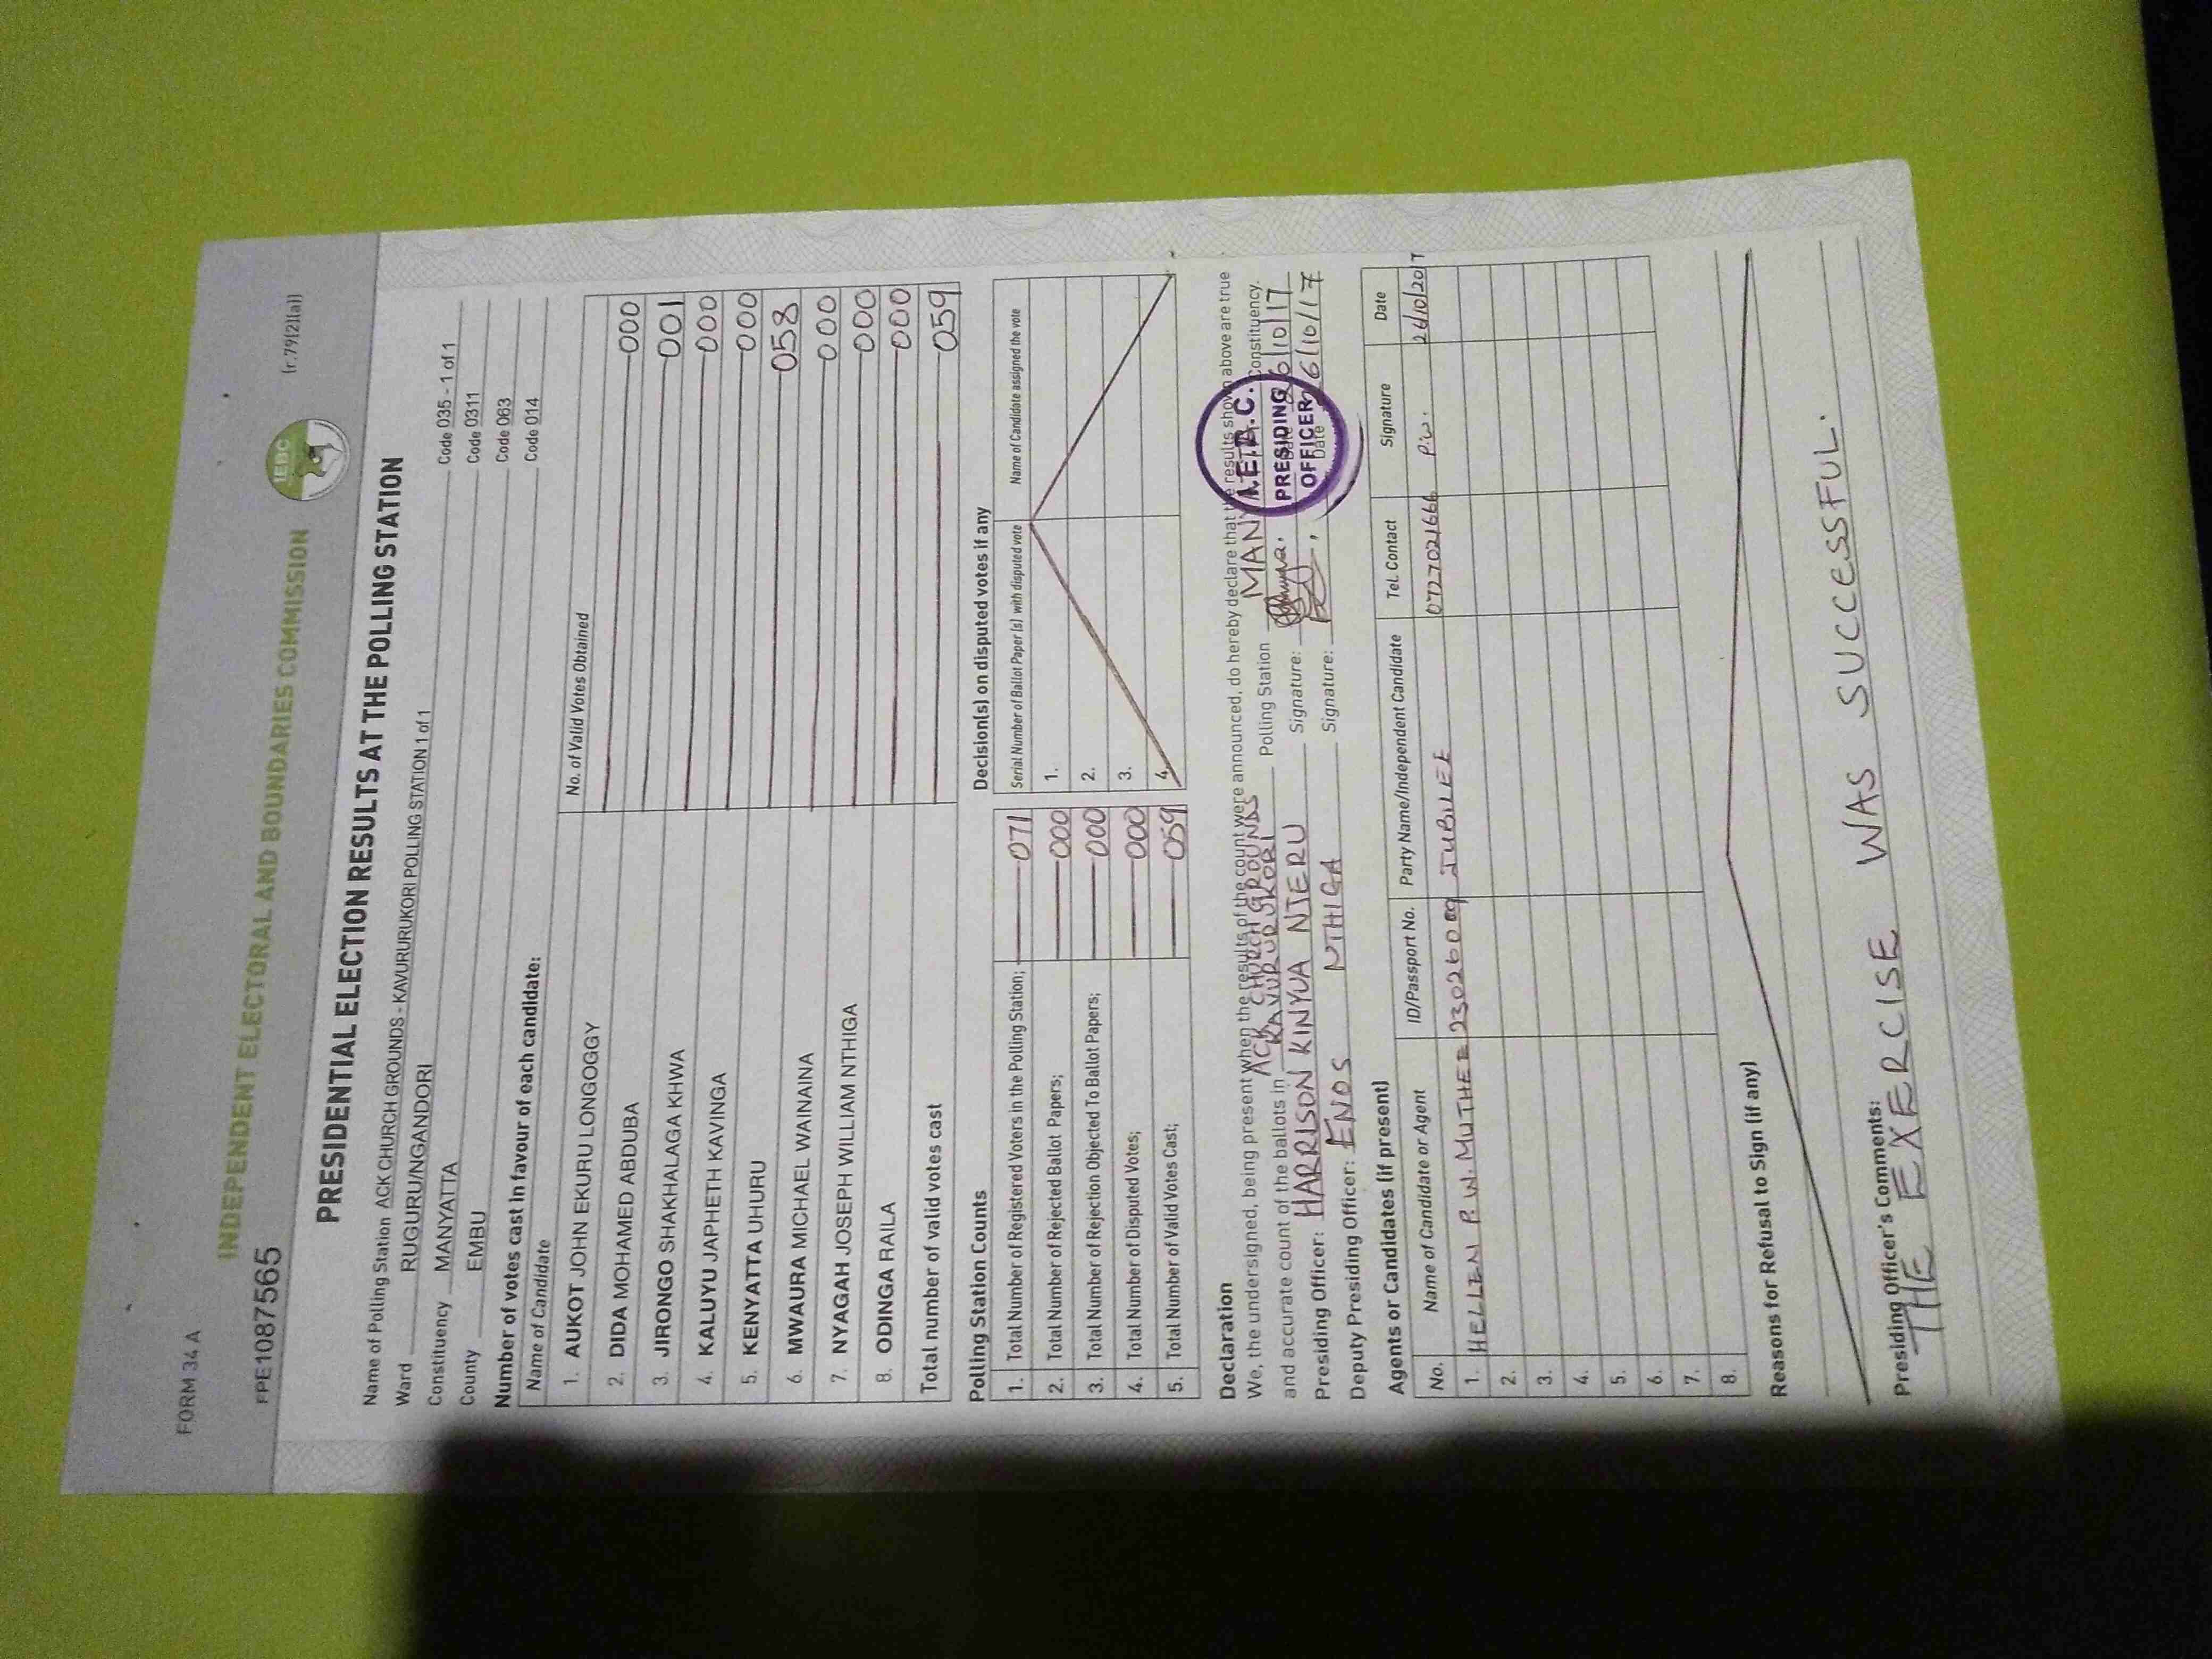 FORM 34 A
INDEPENDENT ELECTORAL AND BOUNDARIES COMMISSION
IEBC
FPE1087565
(r.79(2)(a))
PRESIDENTIAL ELECTION RESULTS AT THE POLLING STATION
Name of Polling Station ACK CHURCH GROUNDS - KAVURURUKORI POLLING STATION 1 of 1 Code 035 - 1 of 1
Ward RUGURU/NGANDORI Code 0311
Constituency MANYATTA Code 063
County EMBU Code 014
Number of votes cast in favour of each candidate:
Name of Candidate No. of Valid Votes Obtained
1. AUKOT JOHN EKURU LONGOGGY 000
2. DIDA MOHAMED ABDUBA 001
3. JIRONGO SHAKHALAGA KHWA 000
4. KALUYU JAPHETH KAVINGA 000
5. KENYATTA UHURU 058
6. MWAURA MICHAEL WAINAINA 000
7. NYAGAH JOSEPH WILLIAM NTHIGA 000
8. ODINGA RAILA 000
Total number of valid votes cast 059
Polling Station Counts
1. Total Number of Registered Voters in the Polling Station; 071
2. Total Number of Rejected Ballot Papers; 000
3. Total Number of Rejection Objected To Ballot Papers; 000
4. Total Number of Disputed Votes; 000
5. Total Number of Valid Votes Cast; 059
Decision(s) on disputed votes if any
Serial Number of Ballot Paper (s) with disputed vote Name of Candidate assigned the vote
1.
2.
3.
4.
Declaration
We, the undersigned, being present when the results of the count were announced, do hereby declare that the results shown above are true
and accurate count of the ballots in ACK CHURCH GROUNDS Polling Station Constituency.
Presiding Officer: HARRISON KINYUA NJERU Signature: Date 26/10/17
Deputy Presiding Officer: ENOS NTHIGA Signature: Date 26/10/17
I.E.B.C.
PRESIDING
OFFICER
Agents or Candidates (if present)
No. Name of Candidate or Agent ID/Passport No. Party Name/Independent Candidate Tel. Contact Signature Date
1. HELLEN P. W. MUTHEE 23026009 JUBILEE 0727021666 P.W. 26/10/2017
2.
3.
4.
5.
6.
7.
8.
Reasons for Refusal to Sign (if any)
Presiding Officer's Comments:
THE EXERCISE WAS SUCCESSFUL.